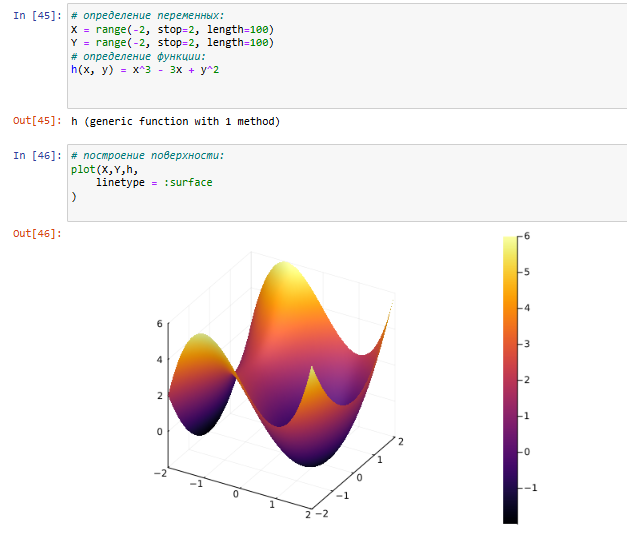 In [45]: # определение переменных:
X = range(-2, stop=2, length=100)
Y = range(-2, stop=2, length=100)
# определение функции:
h(x, y) = x^3 - 3x + y^2
Out[45]: h (generic function with 1 method)
In [46]: # построение поверхности:
plot(X,Y,h,
    linetype = :surface
)
Out[46]:
6
4
2
0
-2
-1
0
1
2
-2
-1
0
1
2
6
5
4
3
2
1
0
-1